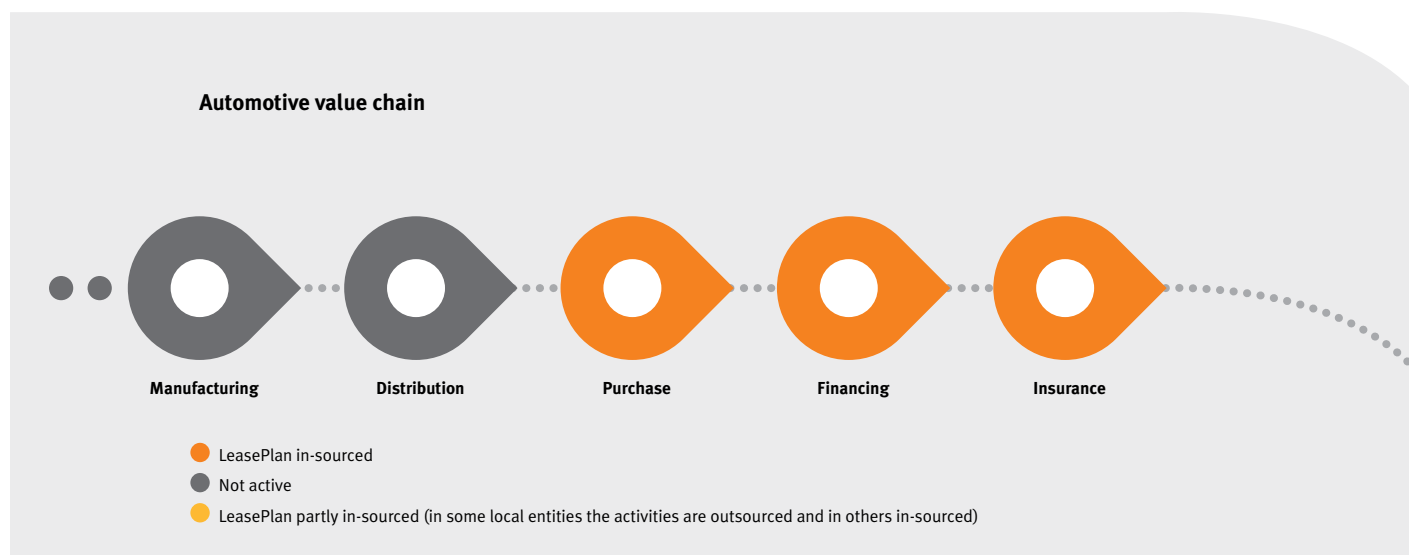 Automotive value chain
Manufacturing
Distribution
Purchase
Financing
Insurance
LeasePlan in-sourced
Not active
LeasePlan partly in-sourced (in some local entities the activities are outsourced and in others in-sourced)